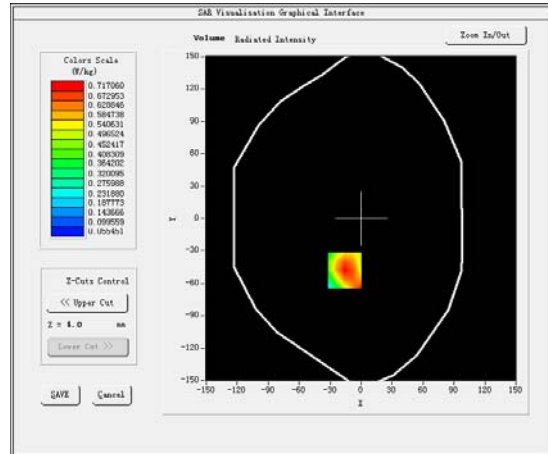 SAR Visualisation Graphical Interface
Volume Radiated Intensity
Zoom In/Out
Colors Scale
(W/kg)
0.717060
0.672953
0.628846
0.584738
0.540631
0.496524
0.452417
0.408309
0.364202
0.320095
0.275988
0.231880
0.187773
0.143666
0.099559
0.055451
Z-Cuts Control
<< Upper Cut
Z = 4.0 mm
Lower Cut >>
SAVE Cancel
150
120
90
60
30
0
-30
-60
-90
-120
-150
Y
-150 -120 -90 -60 -30 0 30 60 90 120 150
X